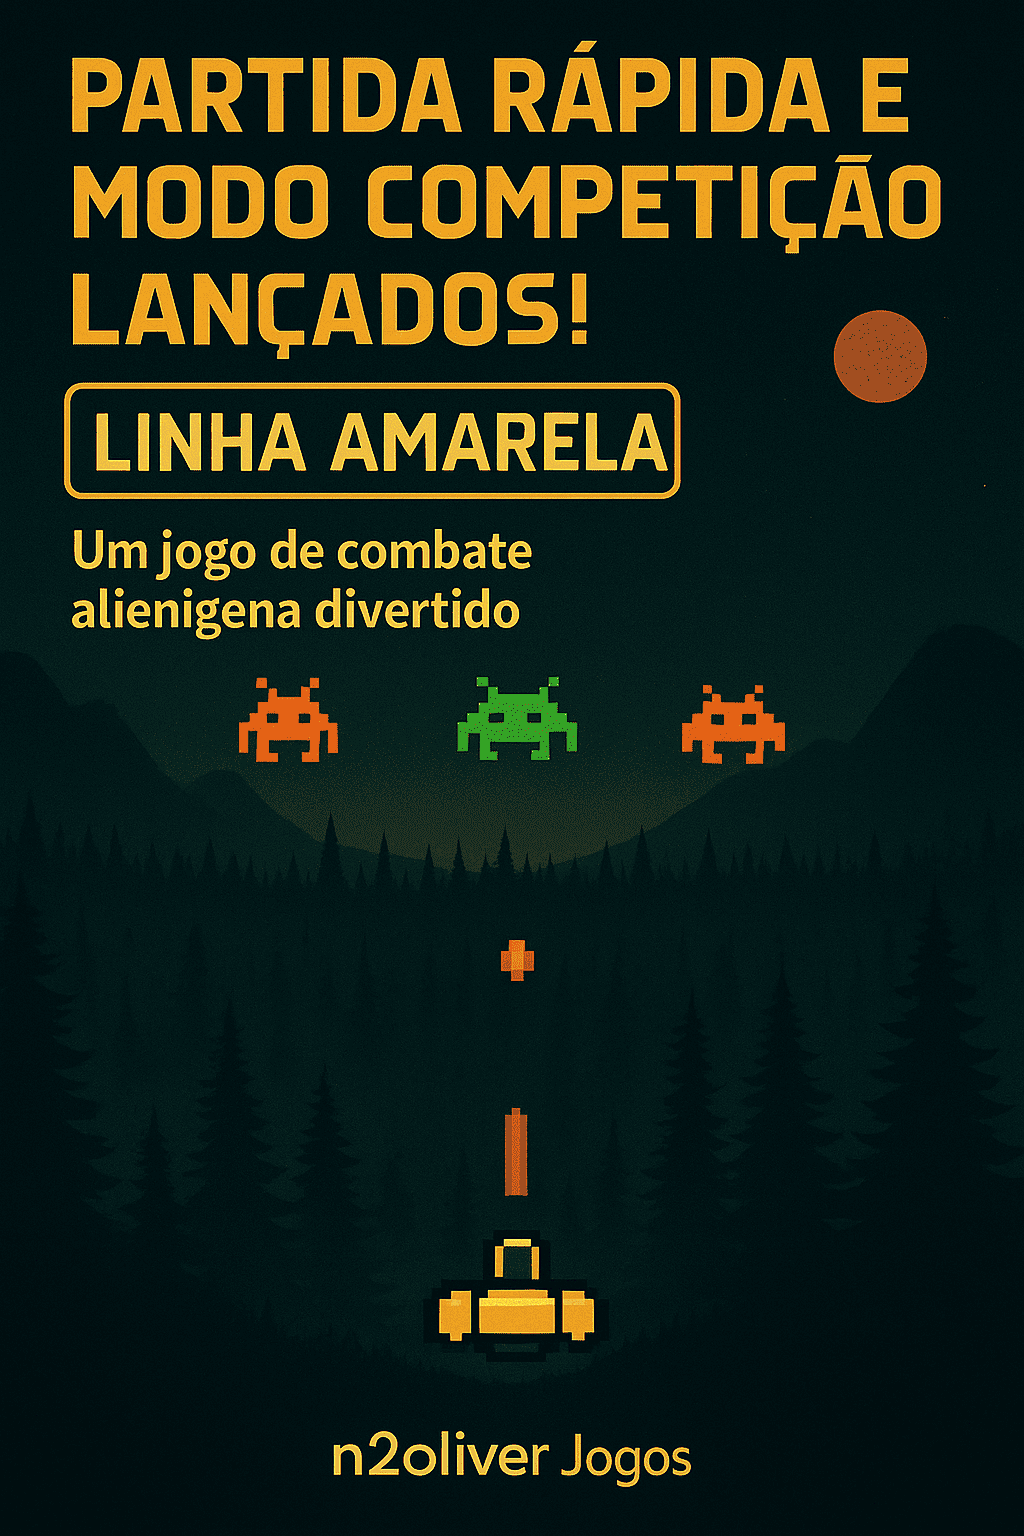 PARTIDA RÁPIDA E
MODO COMPETIÇÃO
LANÇADOS!
LINHA AMARELA
Um jogo de combate
alienigena divertido
n2oliver Jogos